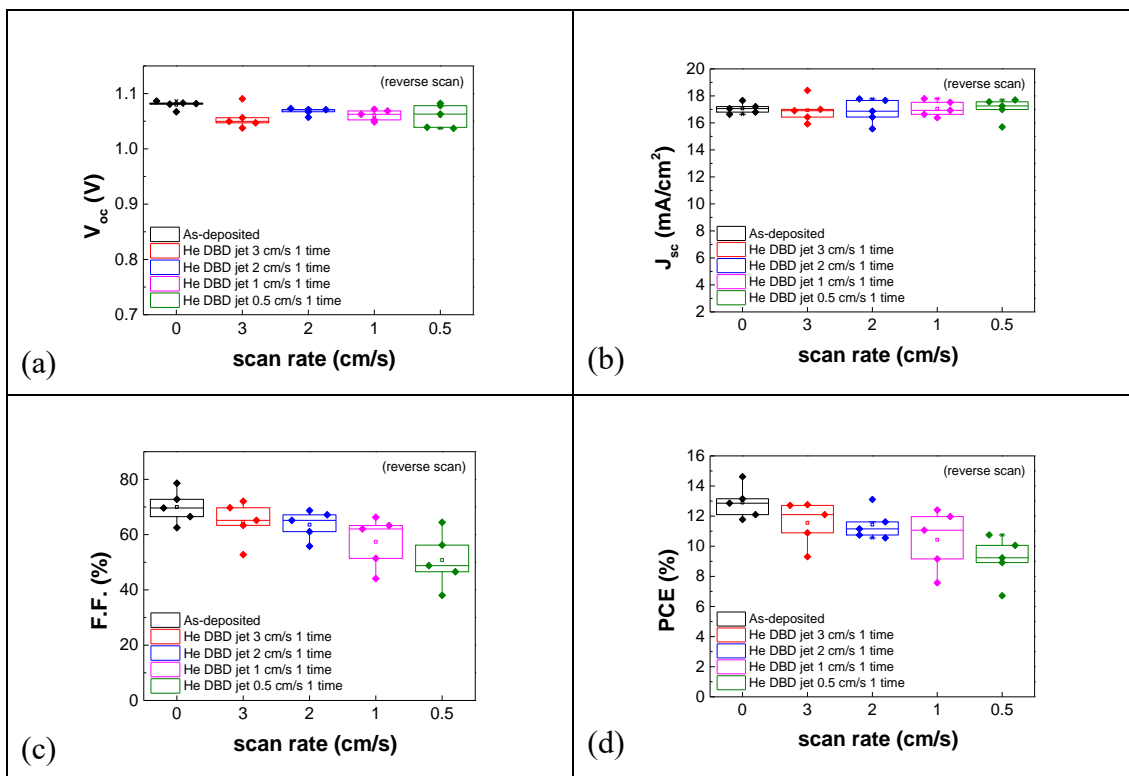 (reverse scan)
1.1
1.0
0.9
0.8
0.7
V_oc (V)
As-deposited
He DBD jet 3 cm/s 1 time
He DBD jet 2 cm/s 1 time
He DBD jet 1 cm/s 1 time
He DBD jet 0.5 cm/s 1 time
0 3 2 1 0.5
scan rate (cm/s)
(a)
(reverse scan)
20
18
16
14
12
10
8
6
4
2
J_sc (mA/cm²)
As-deposited
He DBD jet 3 cm/s 1 time
He DBD jet 2 cm/s 1 time
He DBD jet 1 cm/s 1 time
He DBD jet 0.5 cm/s 1 time
0 3 2 1 0.5
scan rate (cm/s)
(b)
(reverse scan)
80
60
40
20
0
F.F. (%)
As-deposited
He DBD jet 3 cm/s 1 time
He DBD jet 2 cm/s 1 time
He DBD jet 1 cm/s 1 time
He DBD jet 0.5 cm/s 1 time
0 3 2 1 0.5
scan rate (cm/s)
(c)
(reverse scan)
16
14
12
10
8
6
4
2
0
PCE (%)
As-deposited
He DBD jet 3 cm/s 1 time
He DBD jet 2 cm/s 1 time
He DBD jet 1 cm/s 1 time
He DBD jet 0.5 cm/s 1 time
0 3 2 1 0.5
scan rate (cm/s)
(d)